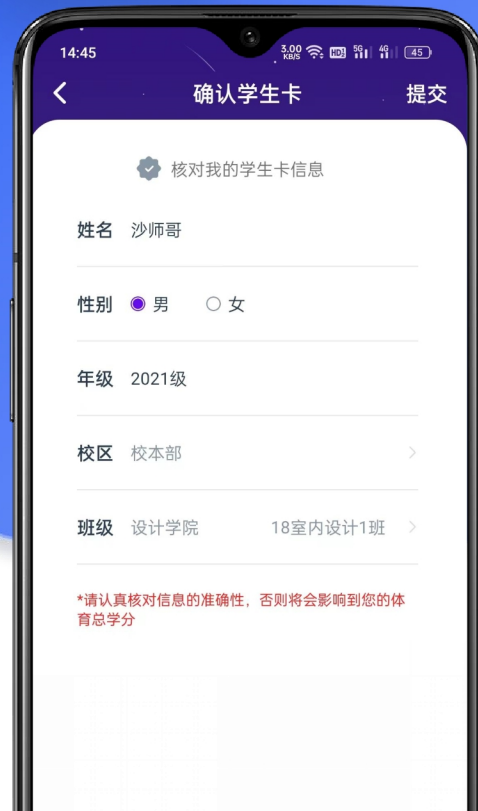 14:45
3.00 KB/S HD 5G 4G 45
确认学生卡 提交
核对我的学生卡信息
姓名 沙师哥
性别 男 女
年级 2021级
校区 校本部
班级 设计学院 18室内设计1班
*请认真核对信息的准确性，否则将会影响到您的体
育总学分